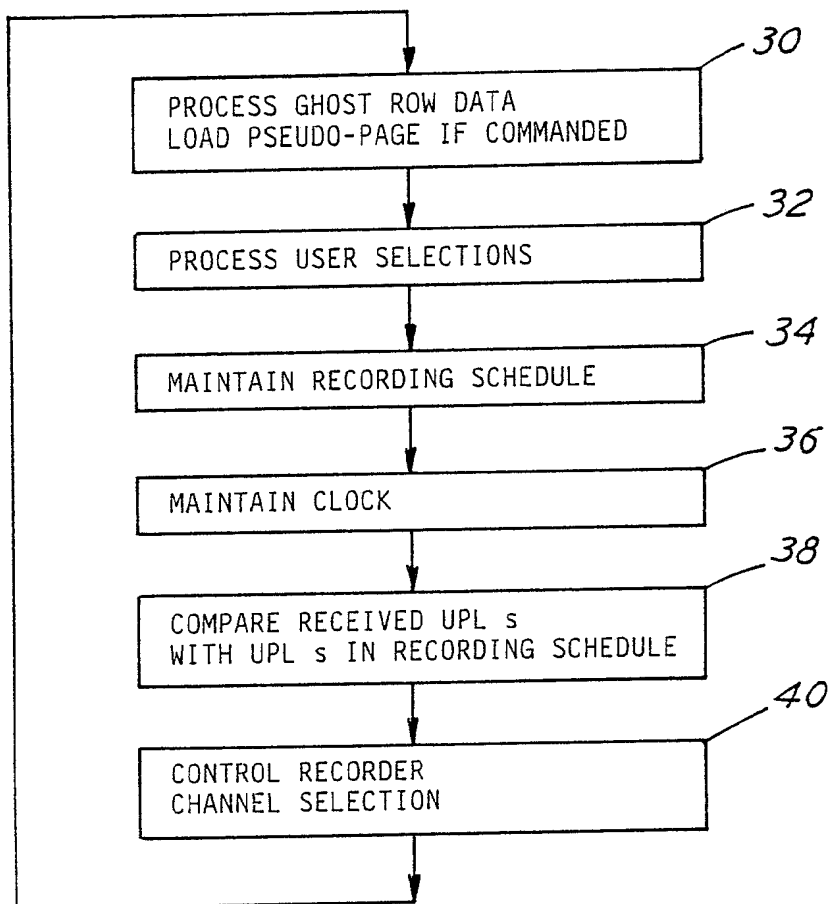 30
PROCESS GHOST ROW DATA
LOAD PSEUDO-PAGE IF COMMANDED
32
PROCESS USER SELECTIONS
34
MAINTAIN RECORDING SCHEDULE
36
MAINTAIN CLOCK
38
COMPARE RECEIVED UPL s
WITH UPL s IN RECORDING SCHEDULE
40
CONTROL RECORDER
CHANNEL SELECTION